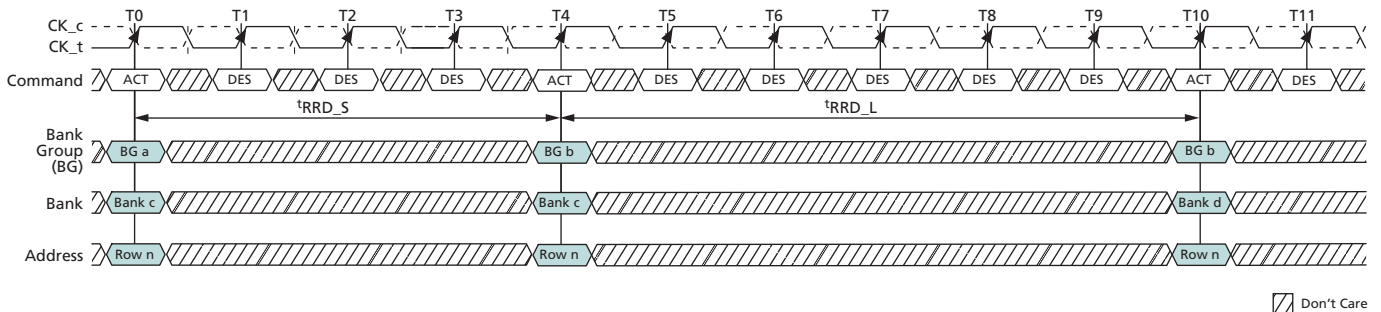 T0 T1 T2 T3 T4 T5 T6 T7 T8 T9 T10 T11
CK_c
CK_t
Command ACT DES DES DES ACT DES DES DES DES DES ACT DES
tRRD_S tRRD_L
Bank
Group
(BG)
BG a BG b BG b
Bank Bank c Bank c Bank d
Address Row n Row n Row n
Don't Care